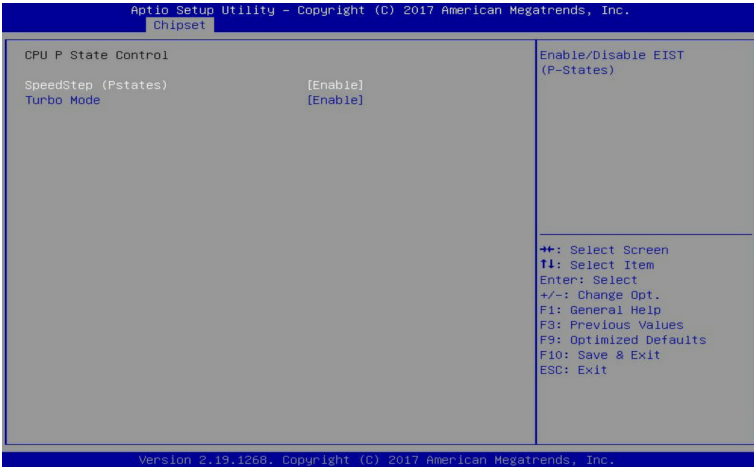 Aptio Setup Utility – Copyright (C) 2017 American Megatrends, Inc.
Chipset
CPU P State Control
SpeedStep (Pstates) [Enable]
Turbo Mode [Enable]
Enable/Disable EIST
(P-States)
→←: Select Screen
↑↓: Select Item
Enter: Select
+/-: Change Opt.
F1: General Help
F3: Previous Values
F9: Optimized Defaults
F10: Save & Exit
ESC: Exit
Version 2.19.1268. Copyright (C) 2017 American Megatrends, Inc.